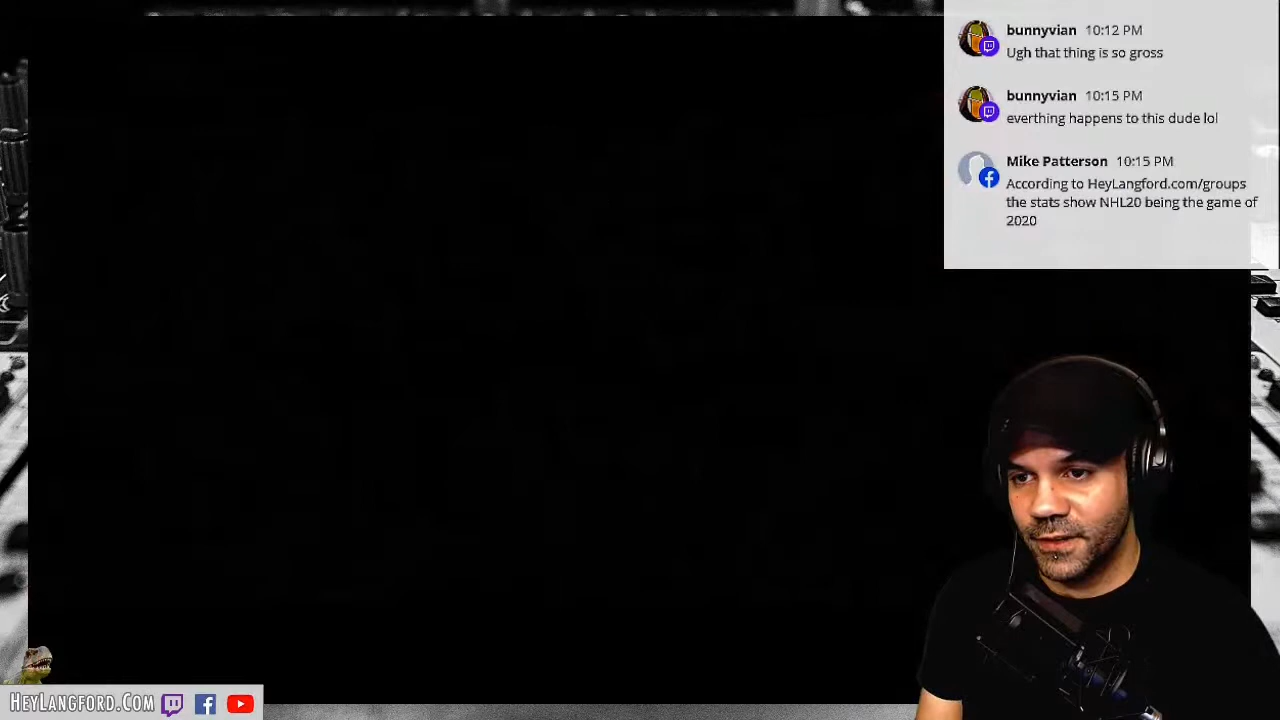 bunnyvian 10:12 PM
Ugh that thing is so gross
bunnyvian 10:15 PM
everthing happens to this dude lol
Mike Patterson 10:15 PM
According to HeyLangford.com/groups
the stats show NHL20 being the game of
2020
HeyLangford.Com